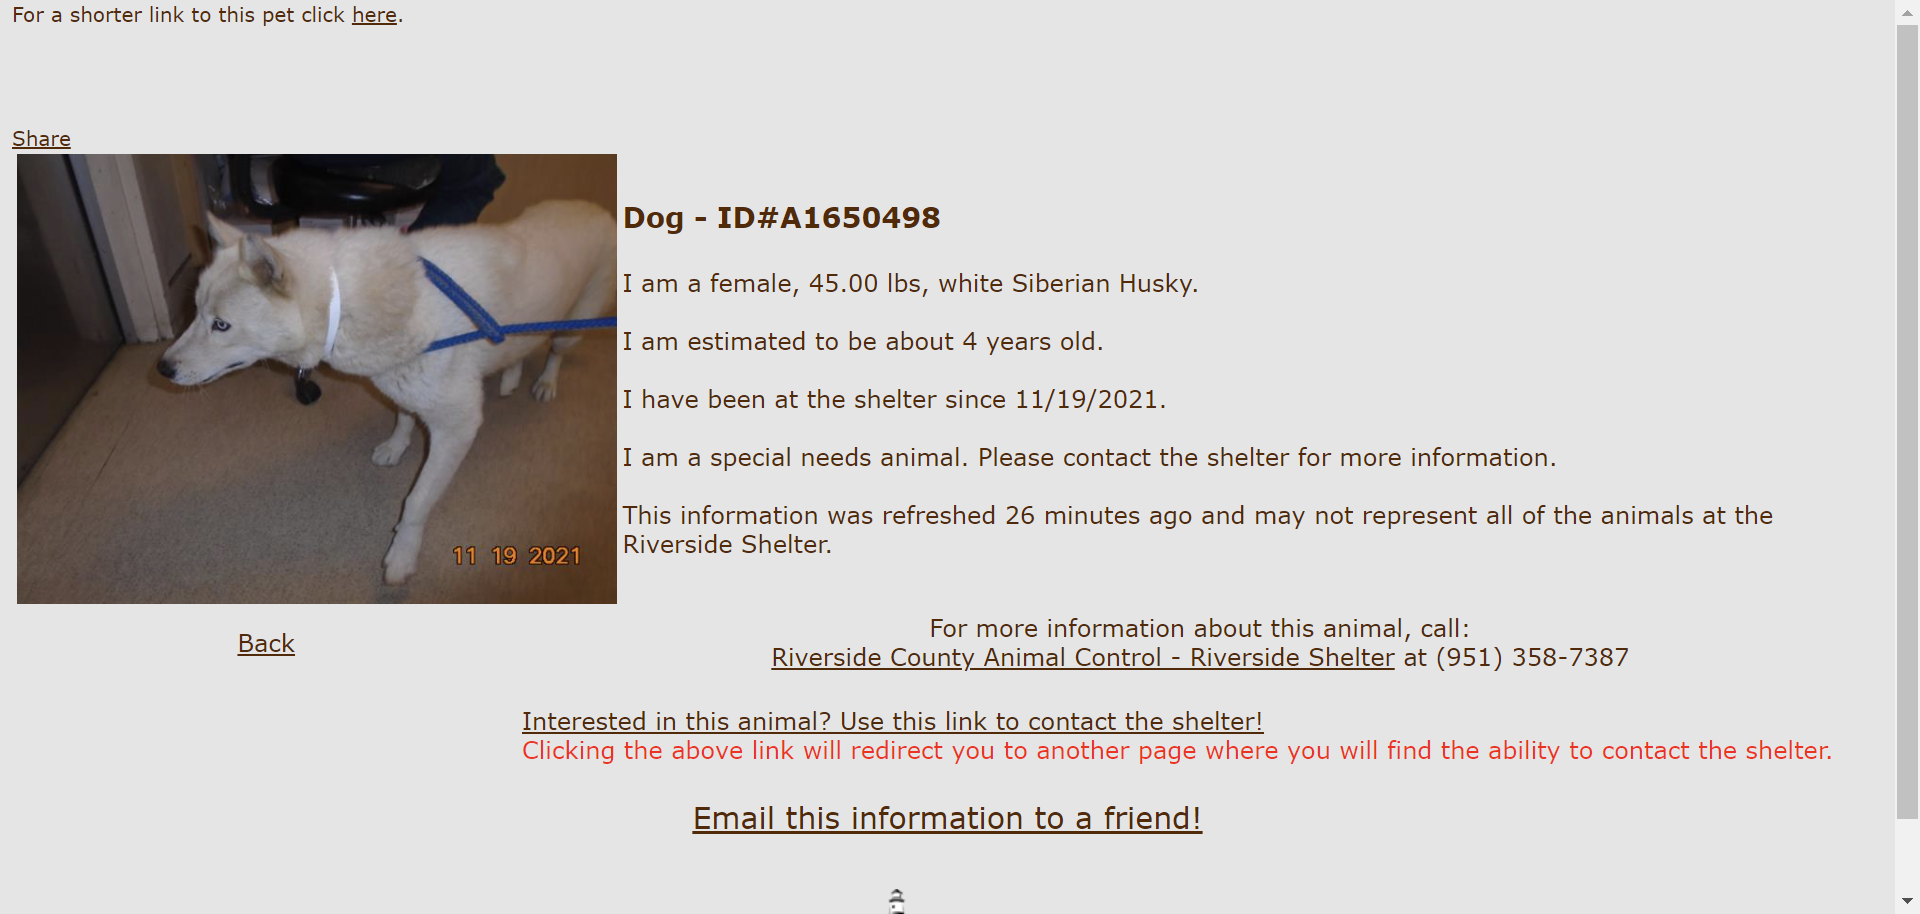 For a shorter link to this pet click here.
Share
11 19 2021
Dog - ID#A1650498
I am a female, 45.00 lbs, white Siberian Husky.
I am estimated to be about 4 years old.
I have been at the shelter since 11/19/2021.
I am a special needs animal. Please contact the shelter for more information.
This information was refreshed 26 minutes ago and may not represent all of the animals at the
Riverside Shelter.
Back
For more information about this animal, call:
Riverside County Animal Control - Riverside Shelter at (951) 358-7387
Interested in this animal? Use this link to contact the shelter!
Clicking the above link will redirect you to another page where you will find the ability to contact the shelter.
Email this information to a friend!